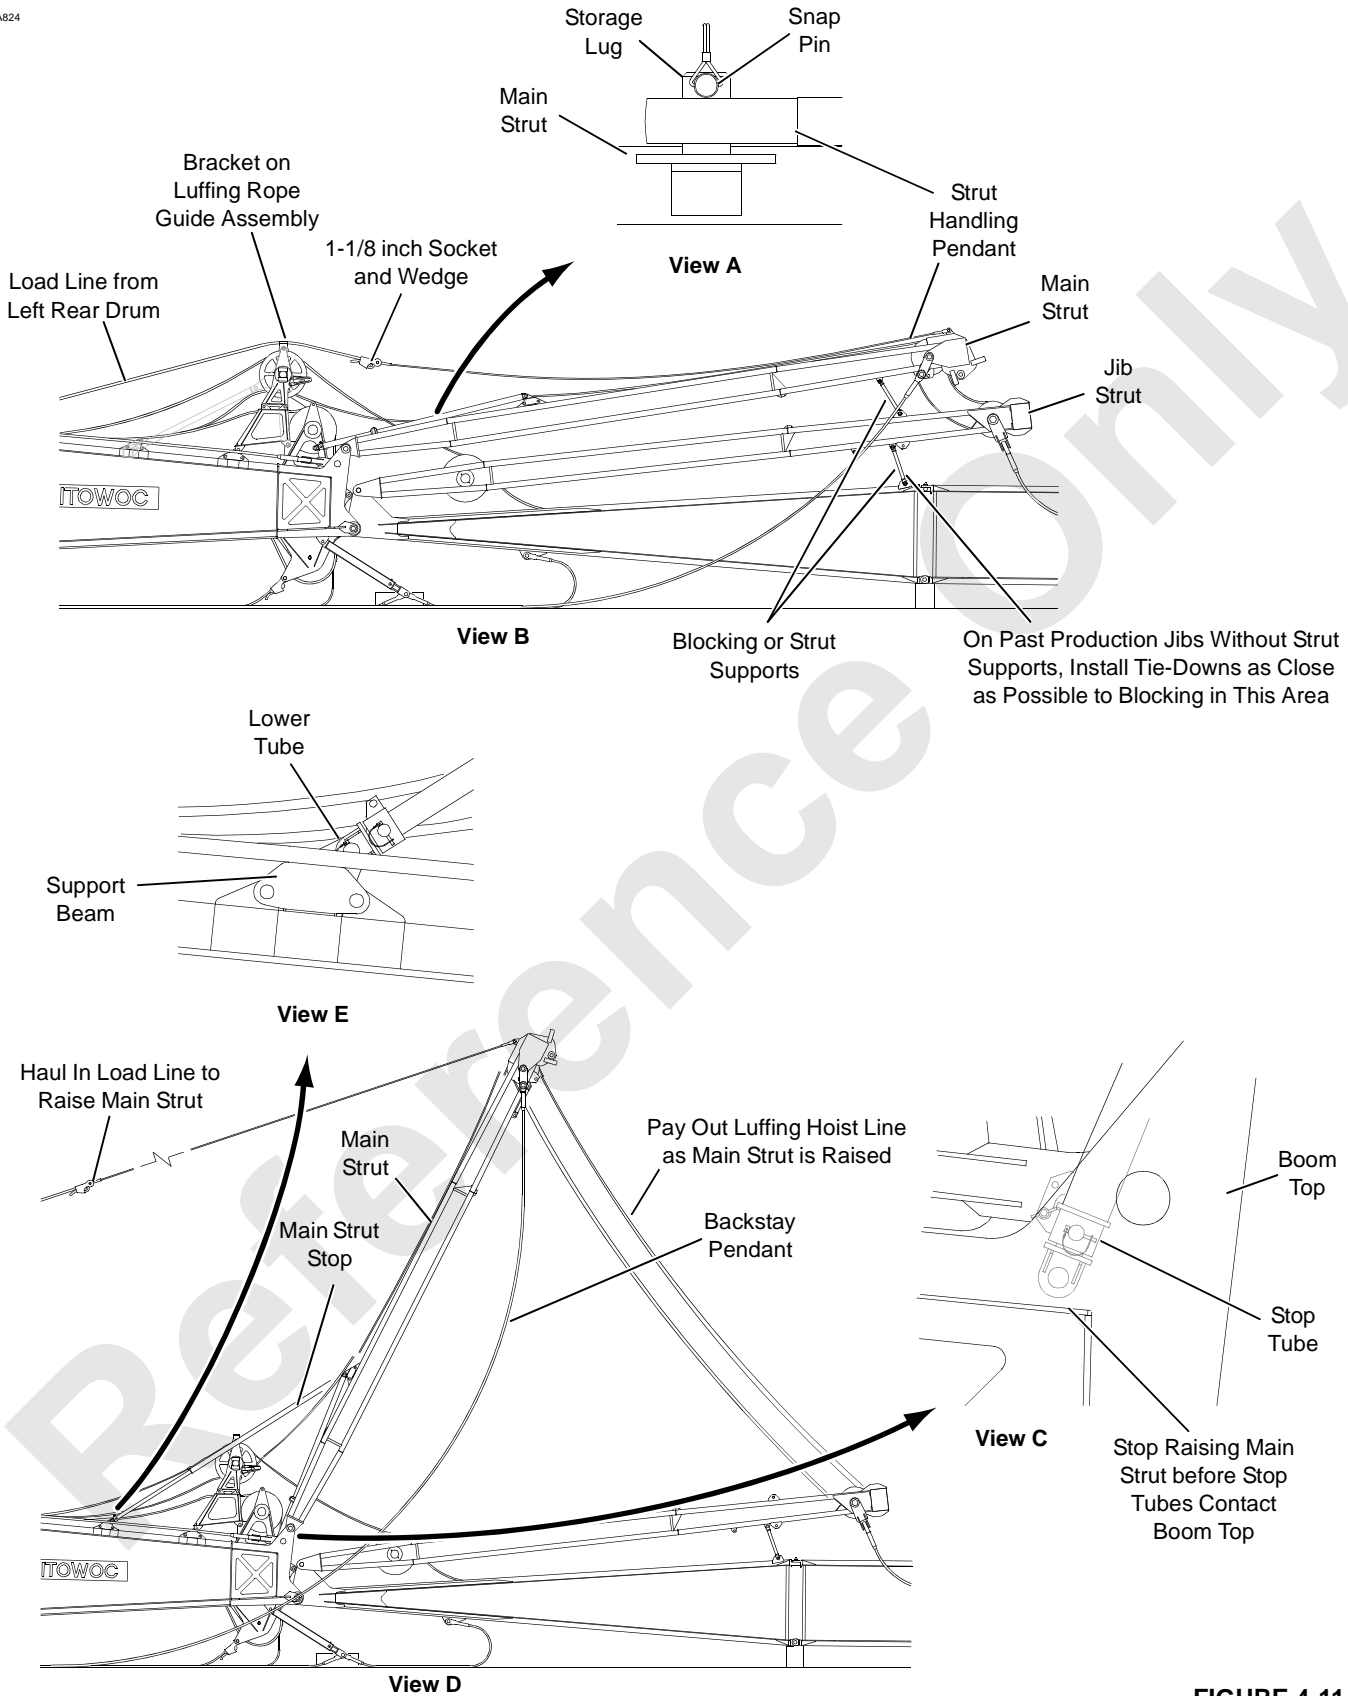 A824
Storage
Lug
Snap
Pin
Main
Strut
Bracket on
Luffing Rope
Guide Assembly
Strut
Handling
Pendant
1-1/8 inch Socket
and Wedge
View A
Load Line from
Left Rear Drum
Main
Strut
Jib
Strut
ITOWOC
View B
Blocking or Strut
Supports
On Past Production Jibs Without Strut
Supports, Install Tie-Downs as Close
as Possible to Blocking in This Area
Lower
Tube
Support
Beam
View E
Haul In Load Line to
Raise Main Strut
Main
Strut
Pay Out Luffing Hoist Line
as Main Strut is Raised
Boom
Top
Main Strut
Stop
Backstay
Pendant
Stop
Tube
View C
Stop Raising Main
Strut before Stop
Tubes Contact
Boom Top
ITOWOC
View D
FIGURE 4-11
Reference Only